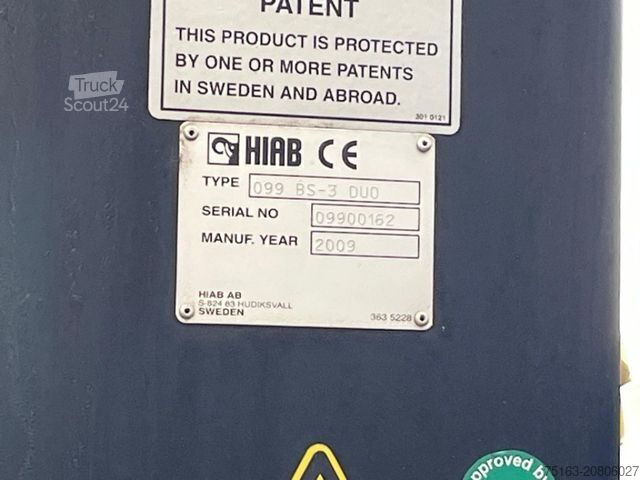 PATENT
THIS PRODUCT IS PROTECTED
BY ONE OR MORE PATENTS
IN SWEDEN AND ABROAD.
301 0121
Truck
Scout24
HIAB CE
TYPE 099 BS-3 DUO
SERIAL NO 09900162
MANUF. YEAR 2009
HIAB AB
S-824 83 HUDIKSVALL
SWEDEN
363 5228
Approved by
75163-20806027